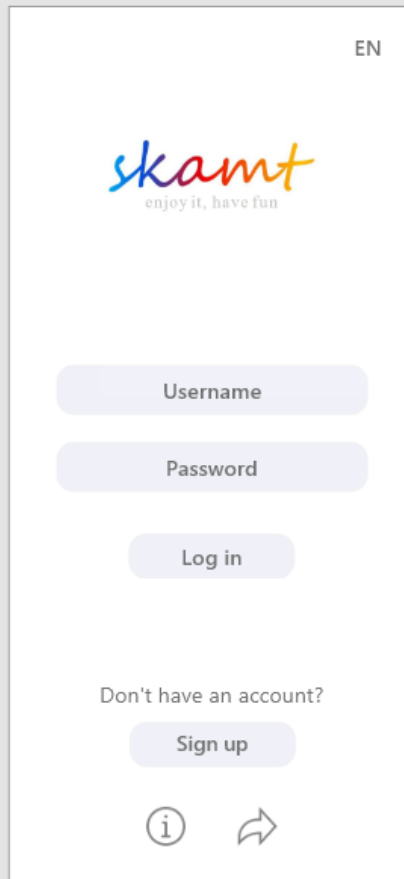 EN
skamt
enjoy it, have fun
Username
Password
Log in
Don't have an account?
Sign up
i